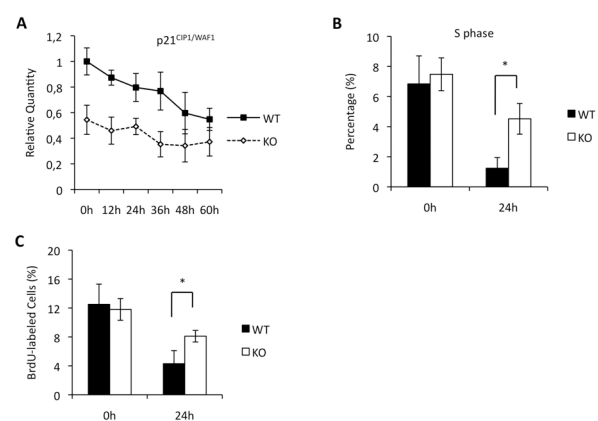 A
p21CIP1/WAF1
Relative Quantity
1,2
1
0,8
0,6
0,4
0,2
0
0h 12h 24h 36h 48h 60h
WT
KO
B
S phase
Percentage (%)
10
8
6
4
2
0
*
0h 24h
WT
KO
C
BrdU-labeled Cells (%)
20
16
12
8
4
0
*
0h 24h
WT
KO